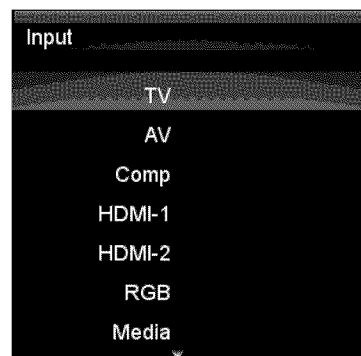 Input
TV
AV
Comp
HDMI-1
HDMI-2
RGB
Media